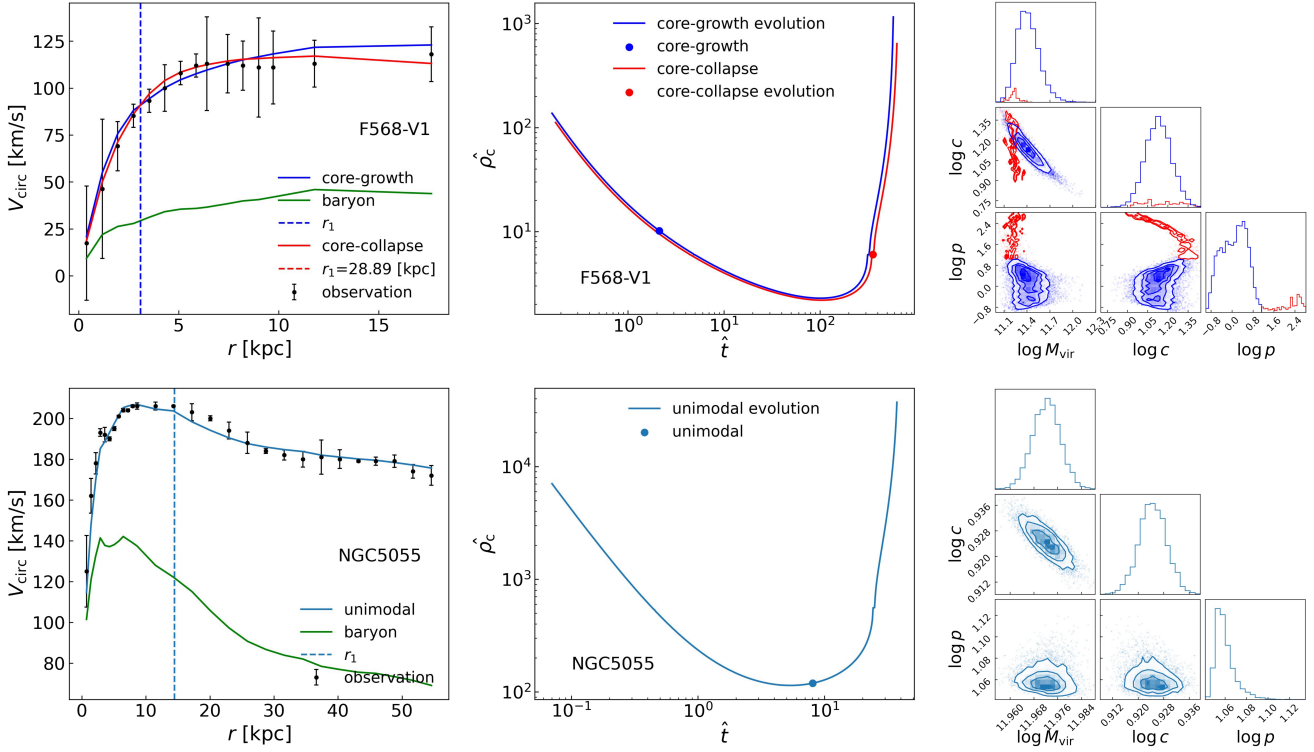 125
100
75
50
25
0
V_circ [km/s]
F568-V1
core-growth
baryon
r_1
core-collapse
r_1=28.89 [kpc]
observation
0 5 10 15
r [kpc]
10^3
10^2
10^1
ρ̂_c
core-growth evolution
core-growth
core-collapse
core-collapse evolution
F568-V1
10^0 10^1 10^2
t̂
log c
1.35
1.20
1.05
0.90
0.75
log p
2.4
1.6
0.8
0.0
−0.8
11.1 11.4 11.7 12.0 12.3
log M_vir
0.75 0.90 1.05 1.20 1.35
log c
−0.8 0.0 0.8 1.6 2.4
log p
200
180
160
140
120
100
80
V_circ [km/s]
NGC5055
unimodal
baryon
r_1
observation
0 10 20 30 40 50
r [kpc]
10^4
10^3
10^2
ρ̂_c
unimodal evolution
unimodal
NGC5055
10^−1 10^0 10^1
t̂
log c
0.936
0.928
0.920
0.912
log p
1.12
1.10
1.08
1.06
11.960 11.968 11.976 11.984
log M_vir
0.912 0.920 0.928 0.936
log c
1.06 1.08 1.10 1.12
log p